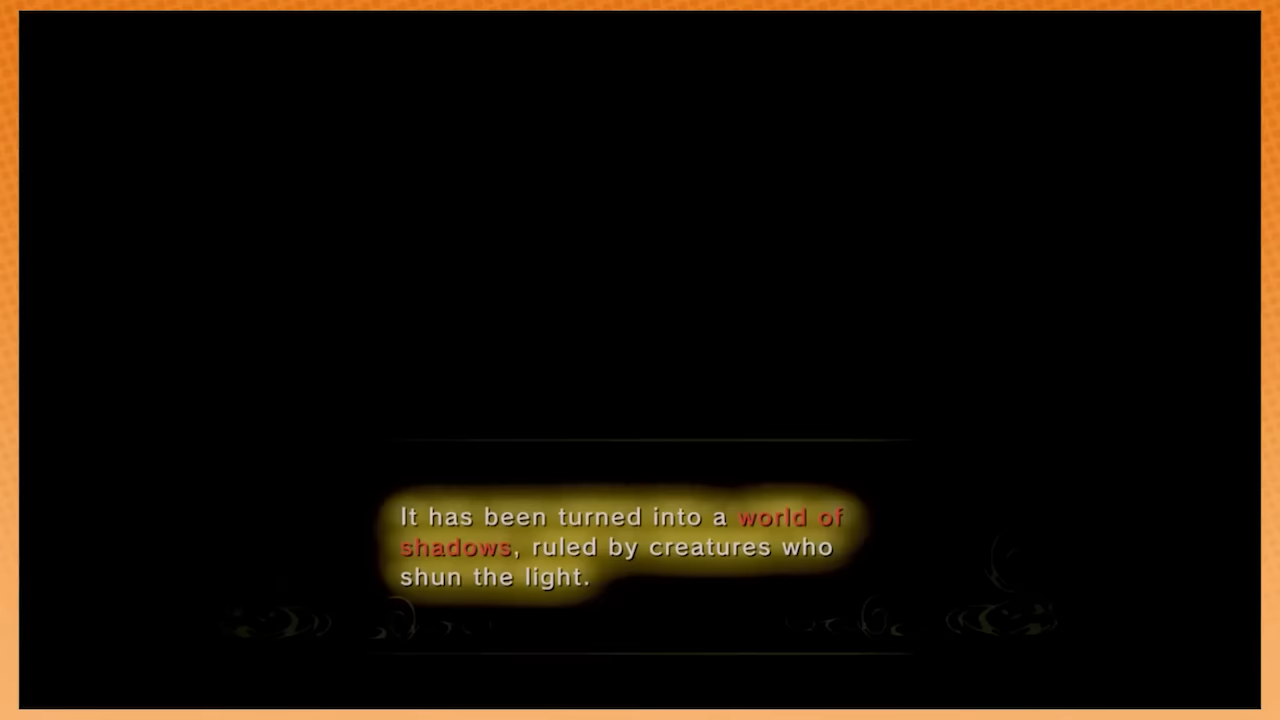 It has been turned into a world of
shadows, ruled by creatures who
shun the light.